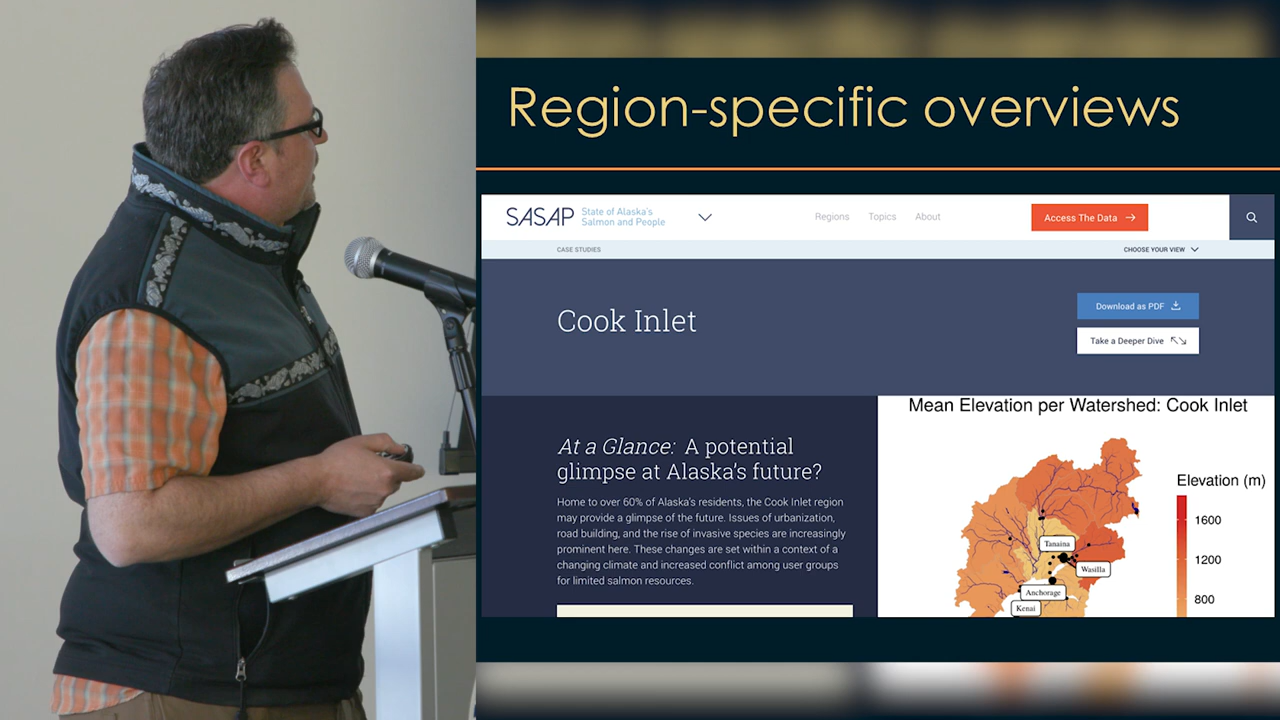 Region-specific overviews
SASAP
State of Alaska's
Salmon and People
Regions
Topics
About
Access The Data
CASE STUDIES
CHOOSE YOUR VIEW
Cook Inlet
Download as PDF
Take a Deeper Dive
At a Glance: A potential
glimpse at Alaska's future?
Home to over 60% of Alaska's residents, the Cook Inlet region
may provide a glimpse of the future. Issues of urbanization,
road building, and the rise of invasive species are increasingly
prominent here. These changes are set within a context of a
changing climate and increased conflict among user groups
for limited salmon resources.
Mean Elevation per Watershed: Cook Inlet
Elevation (m)
1600
1200
800
Tanaina
Wasilla
Anchorage
Kenai